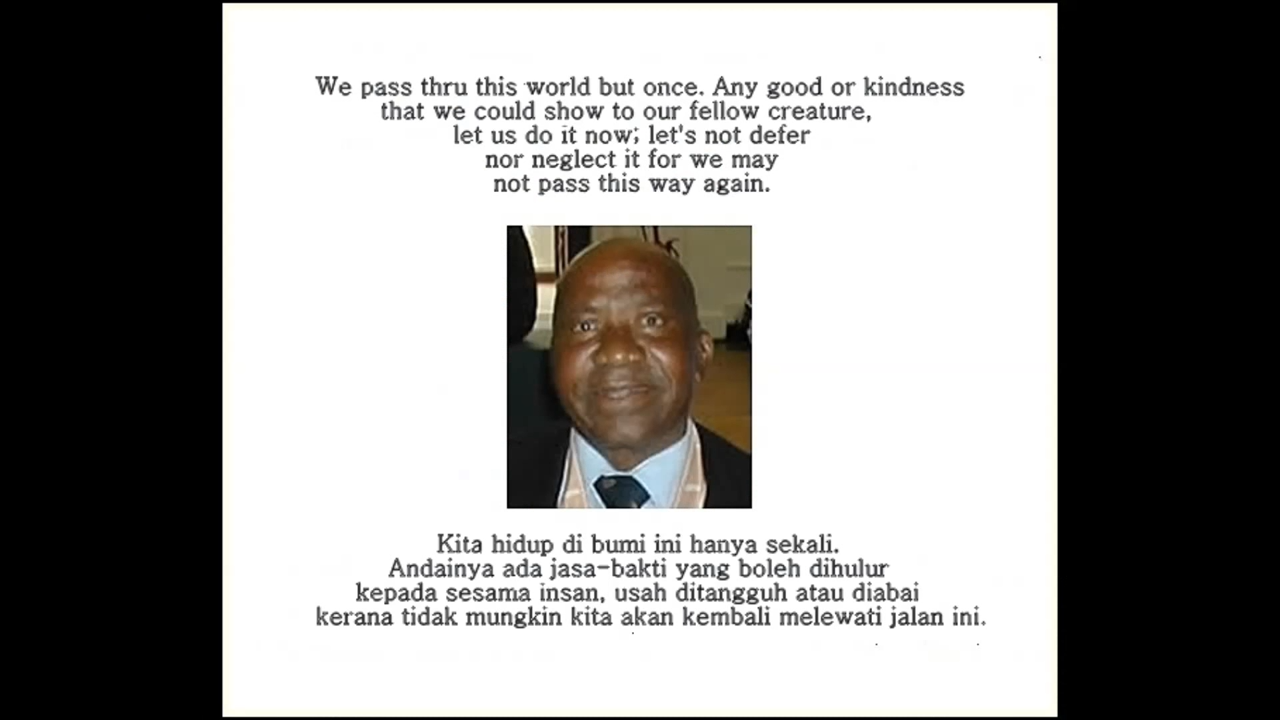 We pass thru this world but once. Any good or kindness
that we could show to our fellow creature,
let us do it now; let's not defer
nor neglect it for we may
not pass this way again.
Kita hidup di bumi ini hanya sekali.
Andainya ada jasa-bakti yang boleh dihulur
kepada sesama insan, usah ditangguh atau diabai
kerana tidak mungkin kita akan kembali melewati jalan ini.